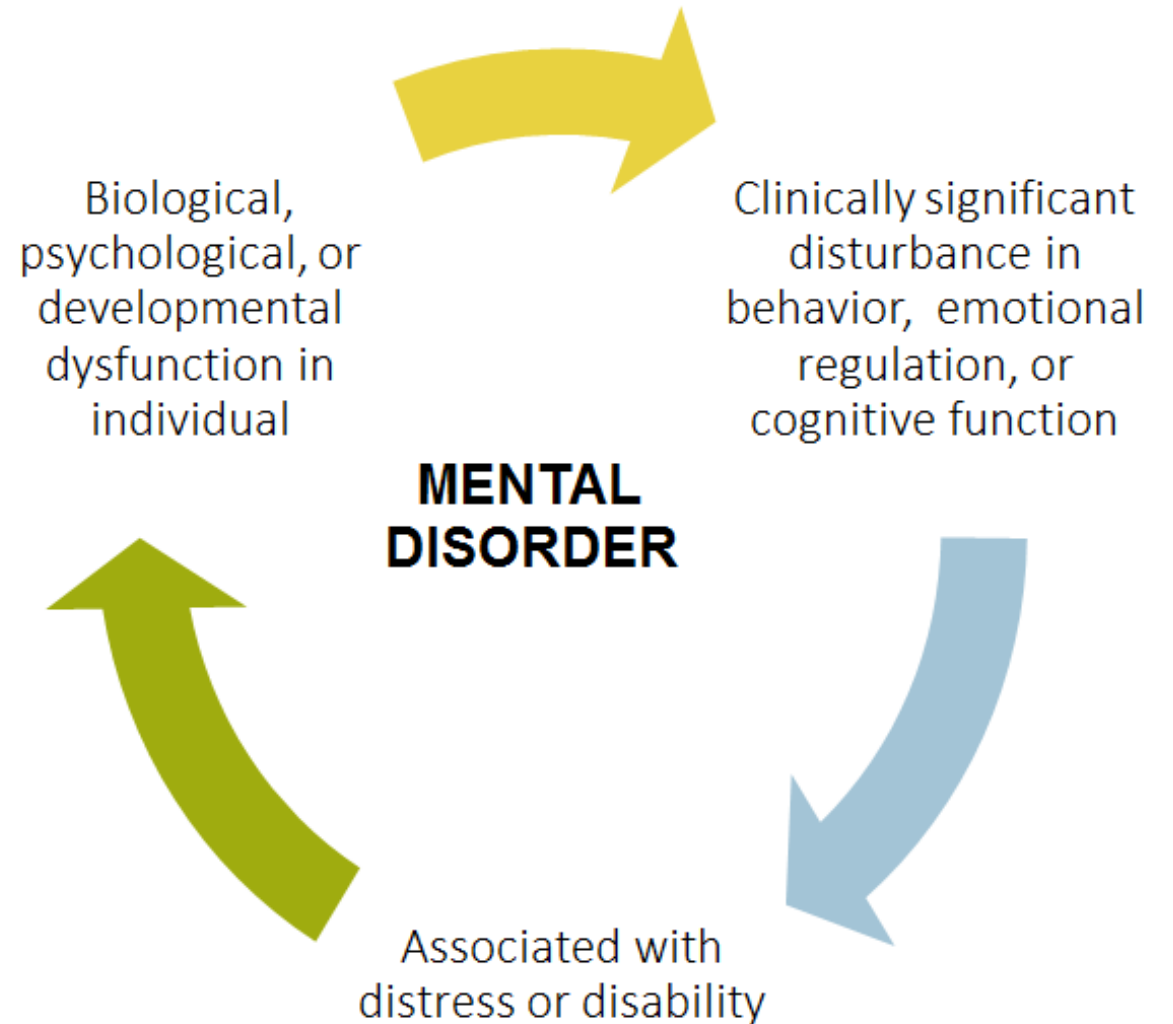 Biological,
psychological, or
developmental
dysfunction in
individual
Clinically significant
disturbance in
behavior, emotional
regulation, or
cognitive function
MENTAL
DISORDER
Associated with
distress or disability